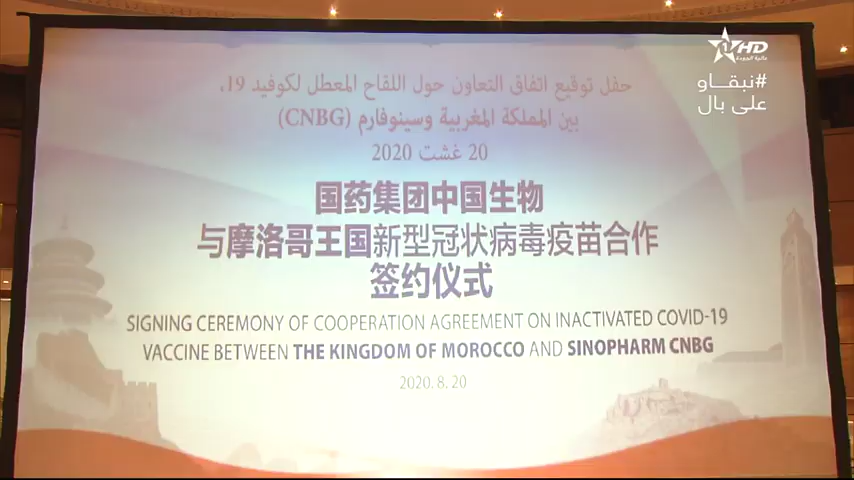 1HD
عالية الجودة
#نبقاو
على بال
حفل توقيع اتفاق التعاون حول اللقاح المعطل لكوفيد 19،
بين المملكة المغربية وسينوفارم (CNBG)
20 غشت 2020
国药集团中国生物
与摩洛哥王国新型冠状病毒疫苗合作
签约仪式
SIGNING CEREMONY OF COOPERATION AGREEMENT ON INACTIVATED COVID-19
VACCINE BETWEEN THE KINGDOM OF MOROCCO AND SINOPHARM CNBG
2020. 8. 20